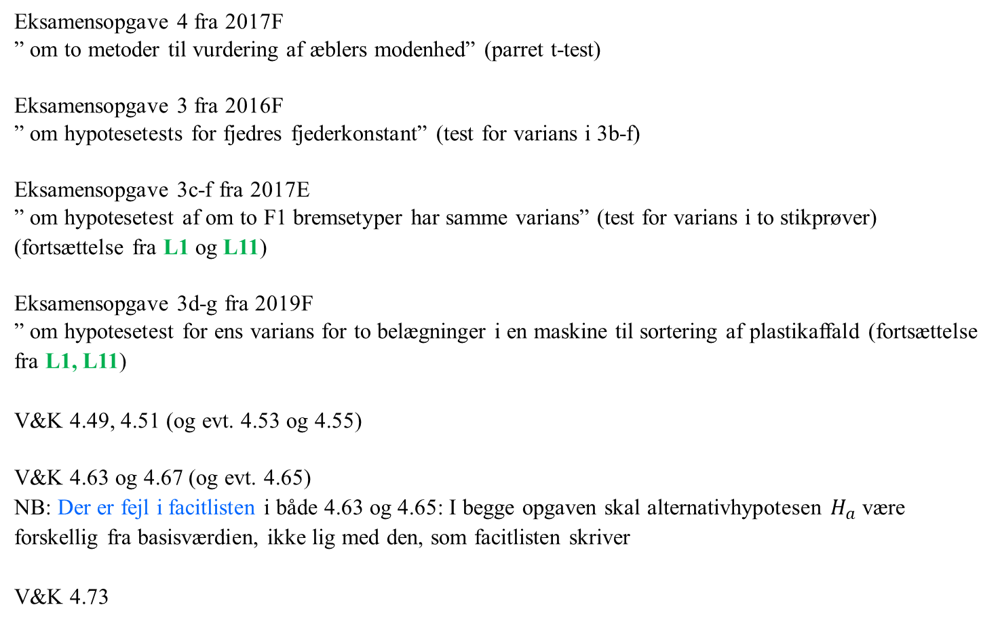 Eksamensopgave 4 fra 2017F
” om to metoder til vurdering af æblers modenhed” (parret t-test)
Eksamensopgave 3 fra 2016F
” om hypotesetests for fjedres fjederkonstant” (test for varians i 3b-f)
Eksamensopgave 3c-f fra 2017E
” om hypotesetest af om to F1 bremsetyper har samme varians” (test for varians i to stikprøver)
(fortsættelse fra L1 og L11)
Eksamensopgave 3d-g fra 2019F
” om hypotesetest for ens varians for to belægninger i en maskine til sortering af plastikaffald (fortsættelse
fra L1, L11)
V&K 4.49, 4.51 (og evt. 4.53 og 4.55)
V&K 4.63 og 4.67 (og evt. 4.65)
NB: Der er fejl i facitlisten i både 4.63 og 4.65: I begge opgaven skal alternativhypotesen Hₐ være
forskellig fra basisværdien, ikke lig med den, som facitlisten skriver
V&K 4.73